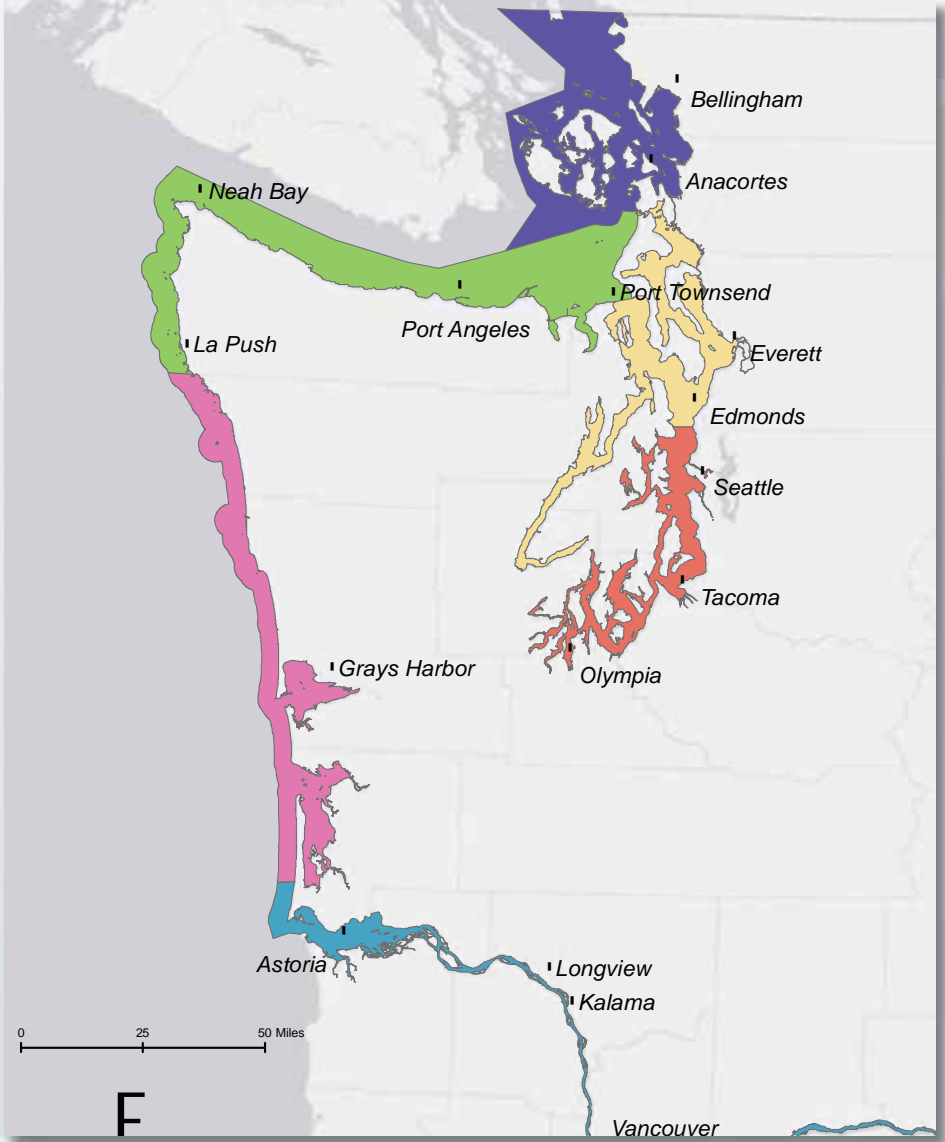 Bellingham
Anacortes
Neah Bay
Port Townsend
Port Angeles
La Push
Everett
Edmonds
Seattle
Tacoma
Grays Harbor
Olympia
Astoria
Longview
Kalama
0 25 50 Miles
Vancouver